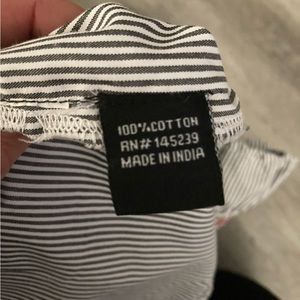 100% COTTON
RN# 145239
MADE IN INDIA